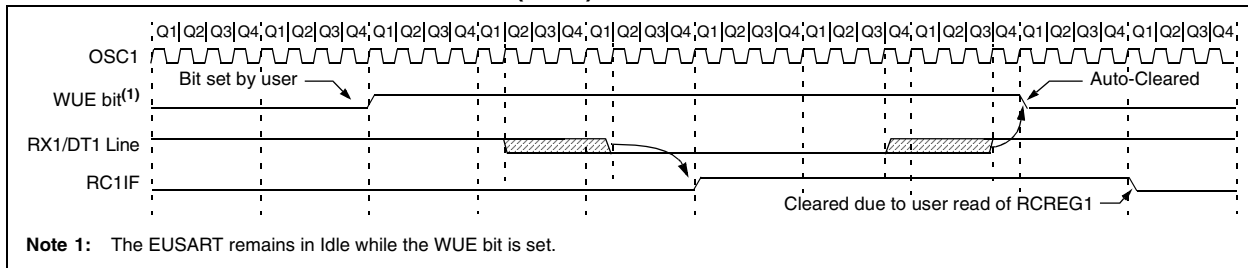 Q1 Q2 Q3 Q4 Q1 Q2 Q3 Q4 Q1 Q2 Q3 Q4 Q1 Q2 Q3 Q4 Q1 Q2 Q3 Q4 Q1 Q2 Q3 Q4 Q1 Q2 Q3 Q4 Q1 Q2 Q3 Q4 Q1 Q2 Q3 Q4 Q1 Q2 Q3 Q4
OSC1
Bit set by user
Auto-Cleared
WUE bit(1)
RX1/DT1 Line
RC1IF
Cleared due to user read of RCREG1
Note 1: The EUSART remains in Idle while the WUE bit is set.